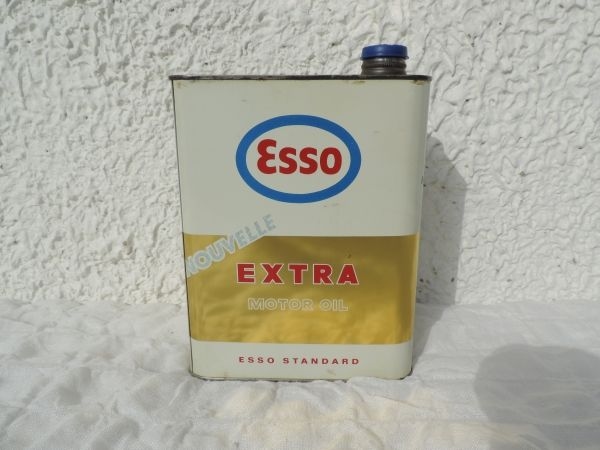 Esso
NOUVELLE
EXTRA
MOTOR OIL
ESSO STANDARD